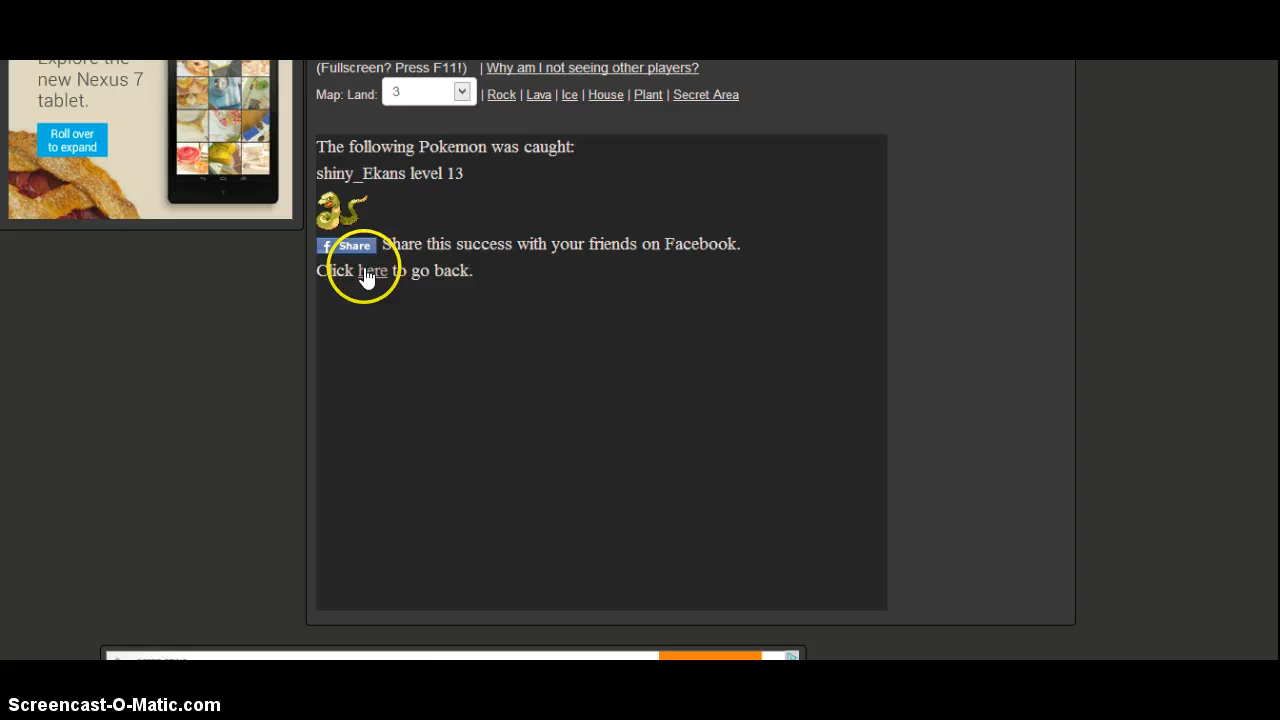 Explore the
new Nexus 7
tablet.
Roll over
to expand
(Fullscreen? Press F11!) | Why am I not seeing other players?
Map: Land: 3 | Rock | Lava | Ice | House | Plant | Secret Area
The following Pokemon was caught:
shiny_Ekans level 13
f Share Share this success with your friends on Facebook.
Click here to go back.
Screencast-O-Matic.com